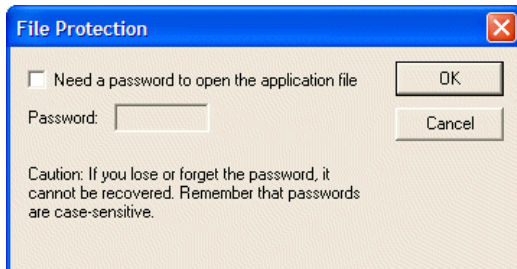 File Protection
Need a password to open the application file
OK
Password:
Cancel
Caution: If you lose or forget the password, it
cannot be recovered. Remember that passwords
are case-sensitive.